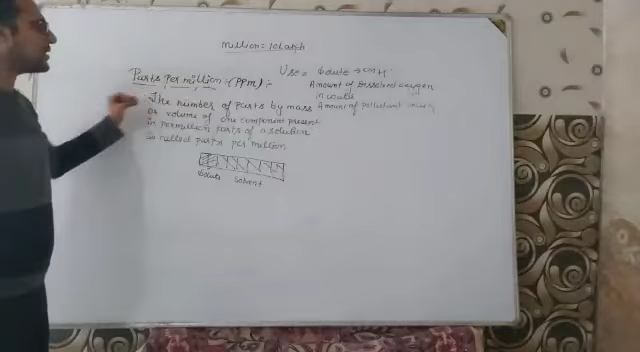 million = 10 Lakh
Parts Per million :- (PPm) :-
The number of parts by mass
or volume of one component present
in per million parts of a solution
is called parts per million
Solute Solvent
Use = Solute →
Amount of Dissolved oxygen
in water
Amount of pollutant